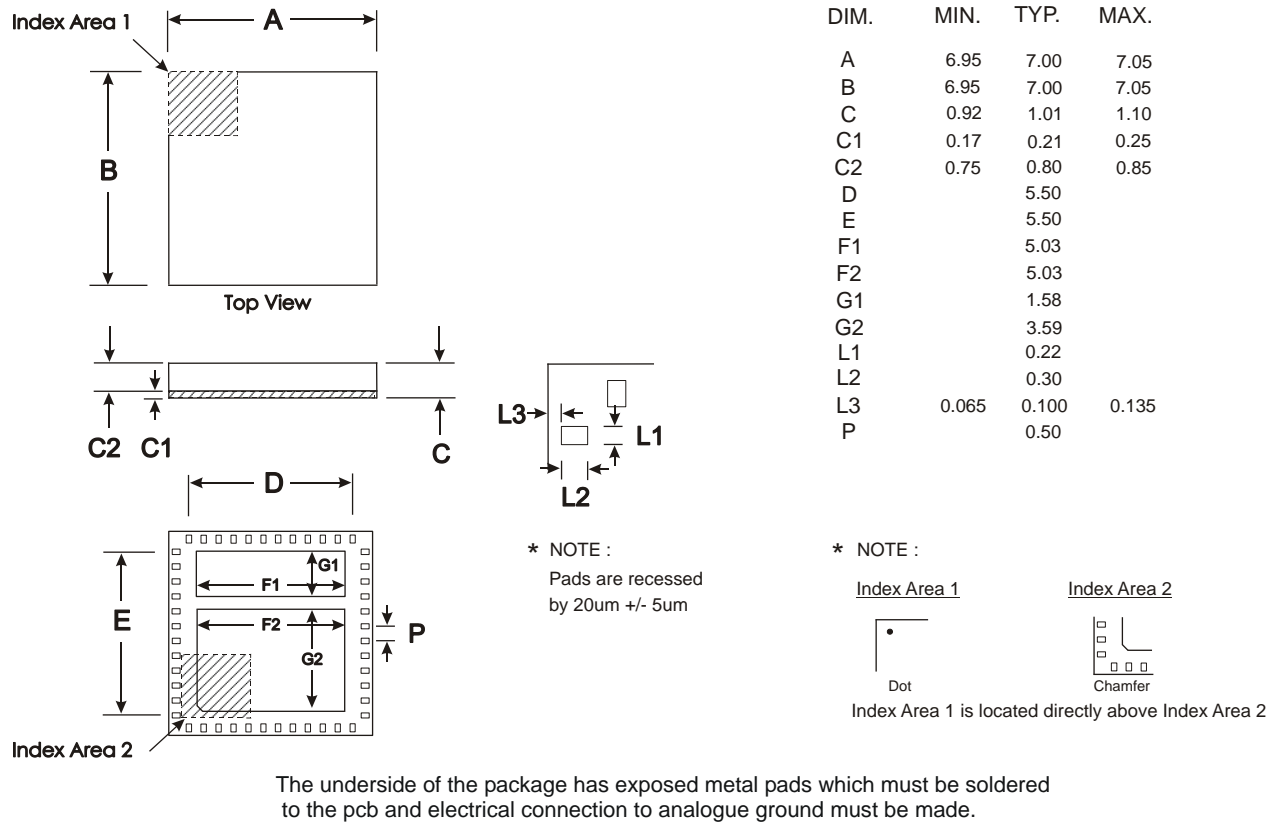 Index Area 1
A
B
Top View
C2
C1
C
L3
L1
L2
D
E
G1
F1
F2
G2
P
Index Area 2
DIM. MIN. TYP. MAX.
A 6.95 7.00 7.05
B 6.95 7.00 7.05
C 0.92 1.01 1.10
C1 0.17 0.21 0.25
C2 0.75 0.80 0.85
D 5.50
E 5.50
F1 5.03
F2 5.03
G1 1.58
G2 3.59
L1 0.22
L2 0.30
L3 0.065 0.100 0.135
P 0.50
* NOTE :
Pads are recessed
by 20um +/- 5um
* NOTE :
Index Area 1
Index Area 2
Dot
Chamfer
Index Area 1 is located directly above Index Area 2
The underside of the package has exposed metal pads which must be soldered
to the pcb and electrical connection to analogue ground must be made.